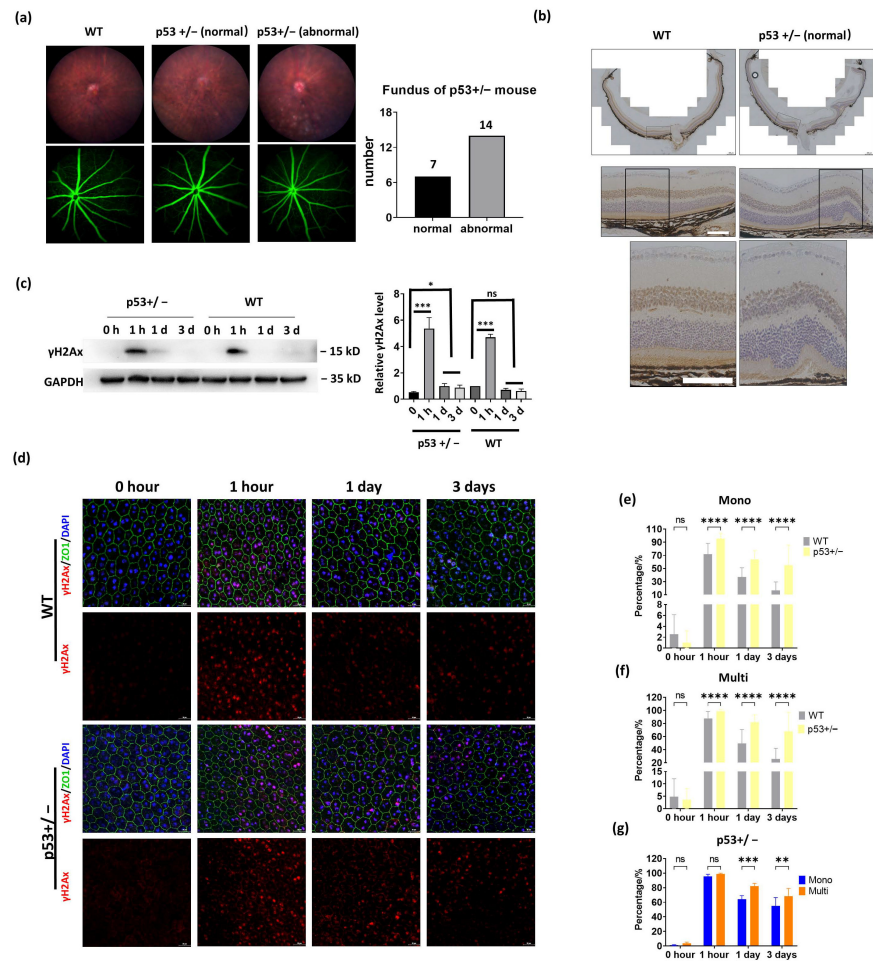 (a)
WT
p53 +/− (normal)
p53+/− (abnormal)
Fundus of p53+/− mouse
number
18
12
6
0
7
14
normal
abnormal
(b)
WT
p53 +/− (normal)
(c)
p53+/ −
WT
0 h 1 h 1 d 3 d 0 h 1 h 1 d 3 d
γH2Ax
– 15 kD
GAPDH
– 35 kD
Relative γH2Ax level
8
6
4
2
0
*
ns
***
***
0 1 h 1 d 3 d 0 1 h 1 d 3 d
p53 +/−
WT
(d)
0 hour
1 hour
1 day
3 days
WT
γH2Ax/ZO1/DAPI
γH2Ax
p53+/ −
γH2Ax/ZO1/DAPI
γH2Ax
(e)
Mono
Percentage/%
110
90
70
50
30
10
8
6
4
2
0
ns
****
****
****
WT
p53+/−
0 hour 1 hour 1 day 3 days
(f)
Multi
Percentage/%
120
100
80
60
40
20
15
10
5
0
ns
****
****
****
WT
p53+/−
0 hour 1 hour 1 day 3 days
(g)
p53+/ −
Percentage/%
120
100
80
60
40
20
0
ns
ns
***
**
Mono
Multi
0 hour 1 hour 1 day 3 days